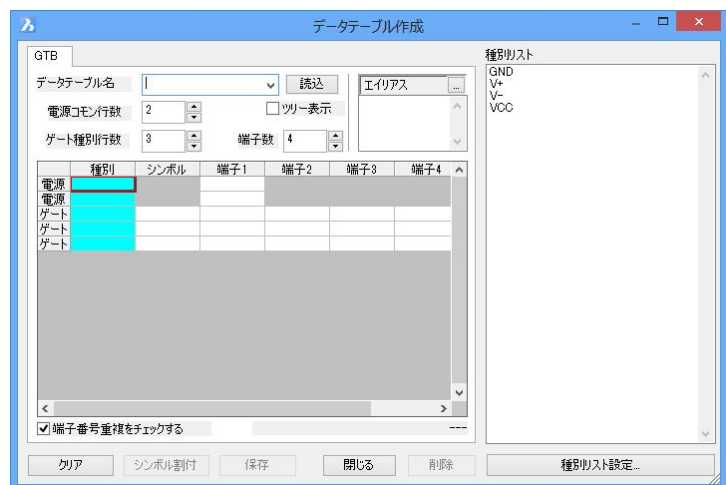 データテーブル作成
GTB
データテーブル名
読込
エイリアス
...
電源コモン行数 2
ツリー表示
ゲート種別行数 3
端子数 4
種別 シンボル 端子1 端子2 端子3 端子4
電源
電源
ゲート
ゲート
ゲート
端子番号重複をチェックする
---
クリア シンボル割付 保存 閉じる 削除
種別リスト
GND
V+
V-
VCC
種別リスト設定...